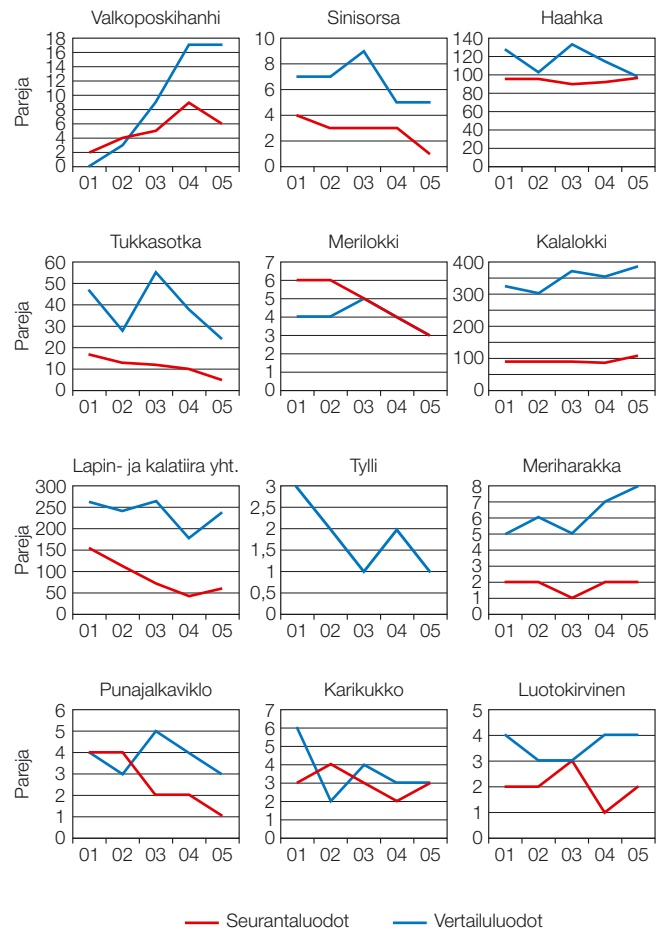 Valkoposkihanhi
Sinisorsa
Haahka
Pareja
18
16
14
12
10
8
6
4
2
0
01 02 03 04 05
10
8
6
4
2
0
01 02 03 04 05
140
120
100
80
60
40
20
0
01 02 03 04 05
Tukkasotka
Merilokki
Kalalokki
Pareja
60
50
40
30
20
10
0
01 02 03 04 05
7
6
5
4
3
2
1
0
01 02 03 04 05
400
300
200
100
0
01 02 03 04 05
Lapin- ja kalatiira yht.
Tylli
Meriharakka
Pareja
300
250
200
150
100
50
0
01 02 03 04 05
3
2,5
2
1,5
1
0,5
0
01 02 03 04 05
8
7
6
5
4
3
2
1
0
01 02 03 04 05
Punajalkaviklo
Karikukko
Luotokirvinen
Pareja
6
5
4
3
2
1
0
01 02 03 04 05
7
6
5
4
3
2
1
0
01 02 03 04 05
5
4
3
2
1
0
01 02 03 04 05
Seurantaluodot
Vertailuluodot